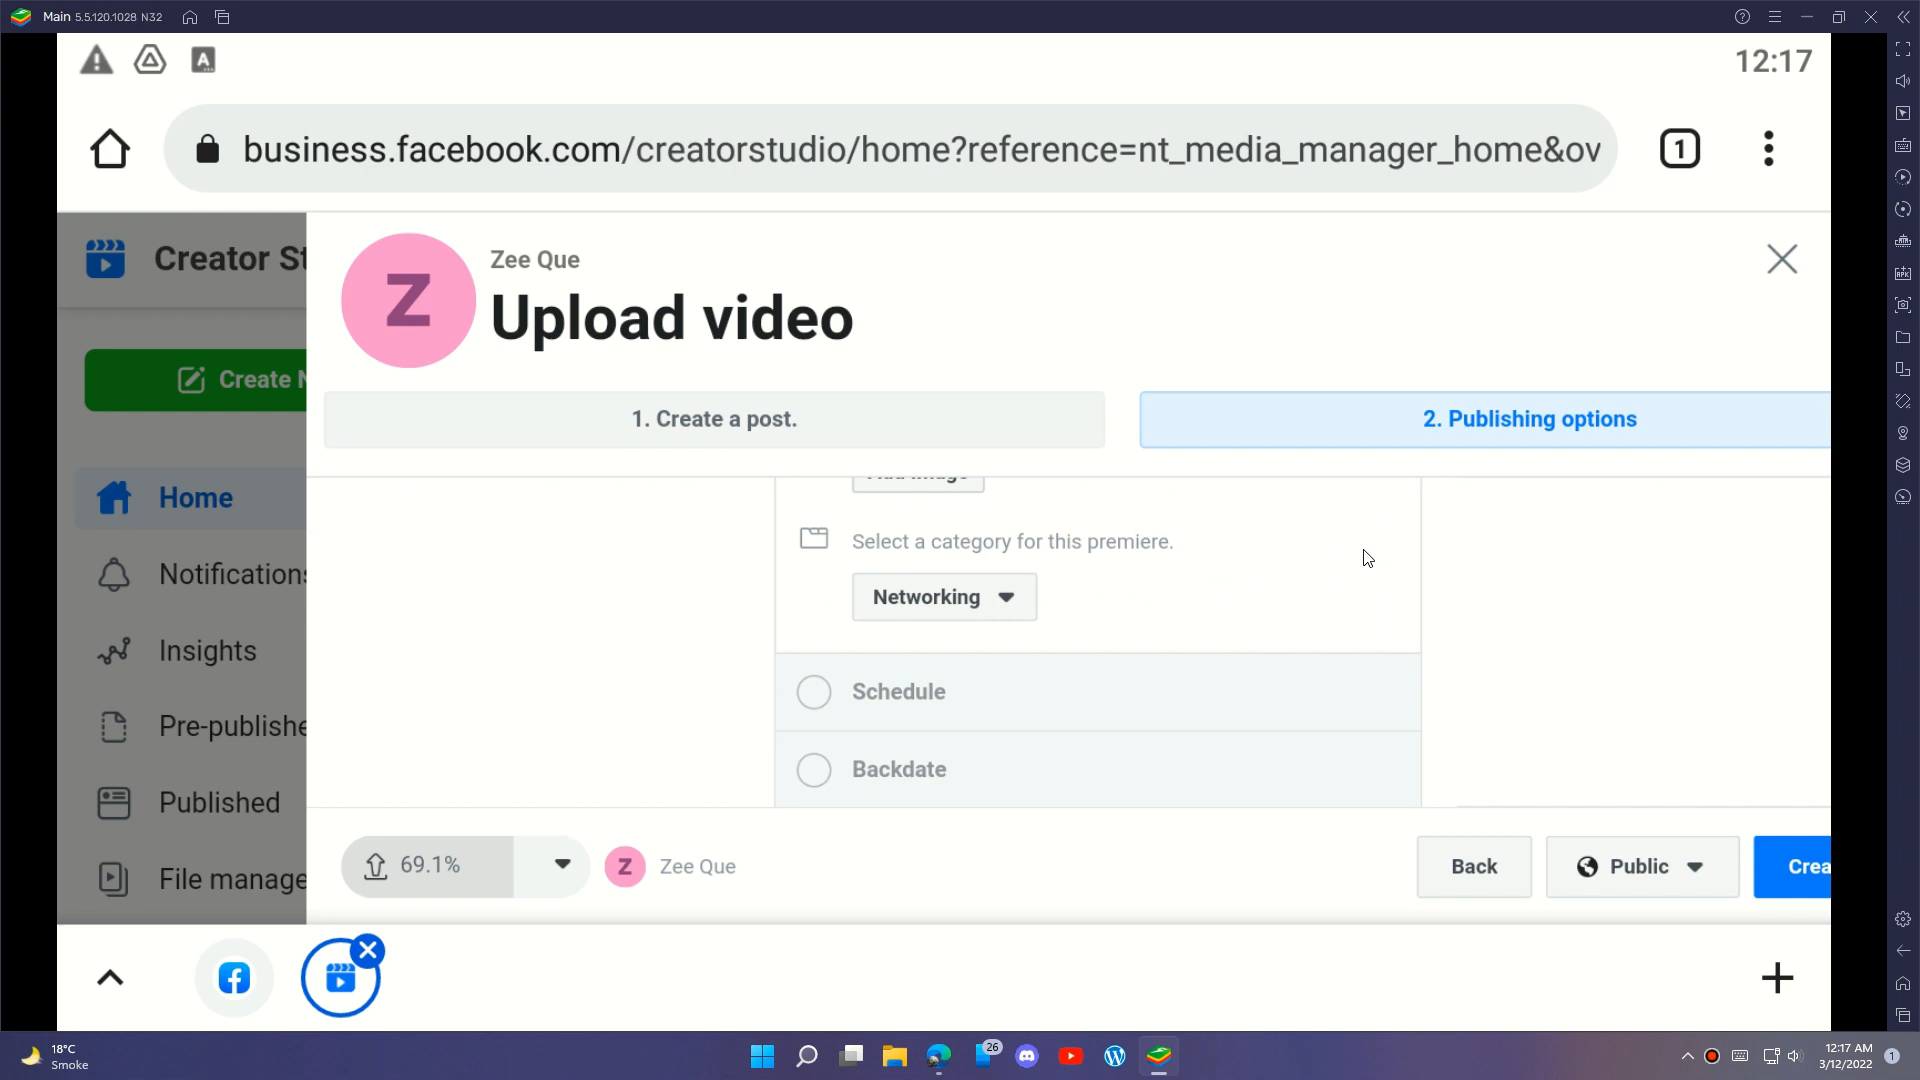 Main 5.5.120.1028 N32
12:17
business.facebook.com/creatorstudio/home?reference=nt_media_manager_home&ov
1
Creator St
Z
Zee Que
Upload video
Create N
1. Create a post.
2. Publishing options
Home
Notifications
Insights
Pre-publishe
Published
File manage
Select a category for this premiere.
Networking
Schedule
Backdate
69.1%
Z
Zee Que
Back
Public
Crea
18°C
Smoke
26
12:17 AM
3/12/2022
1